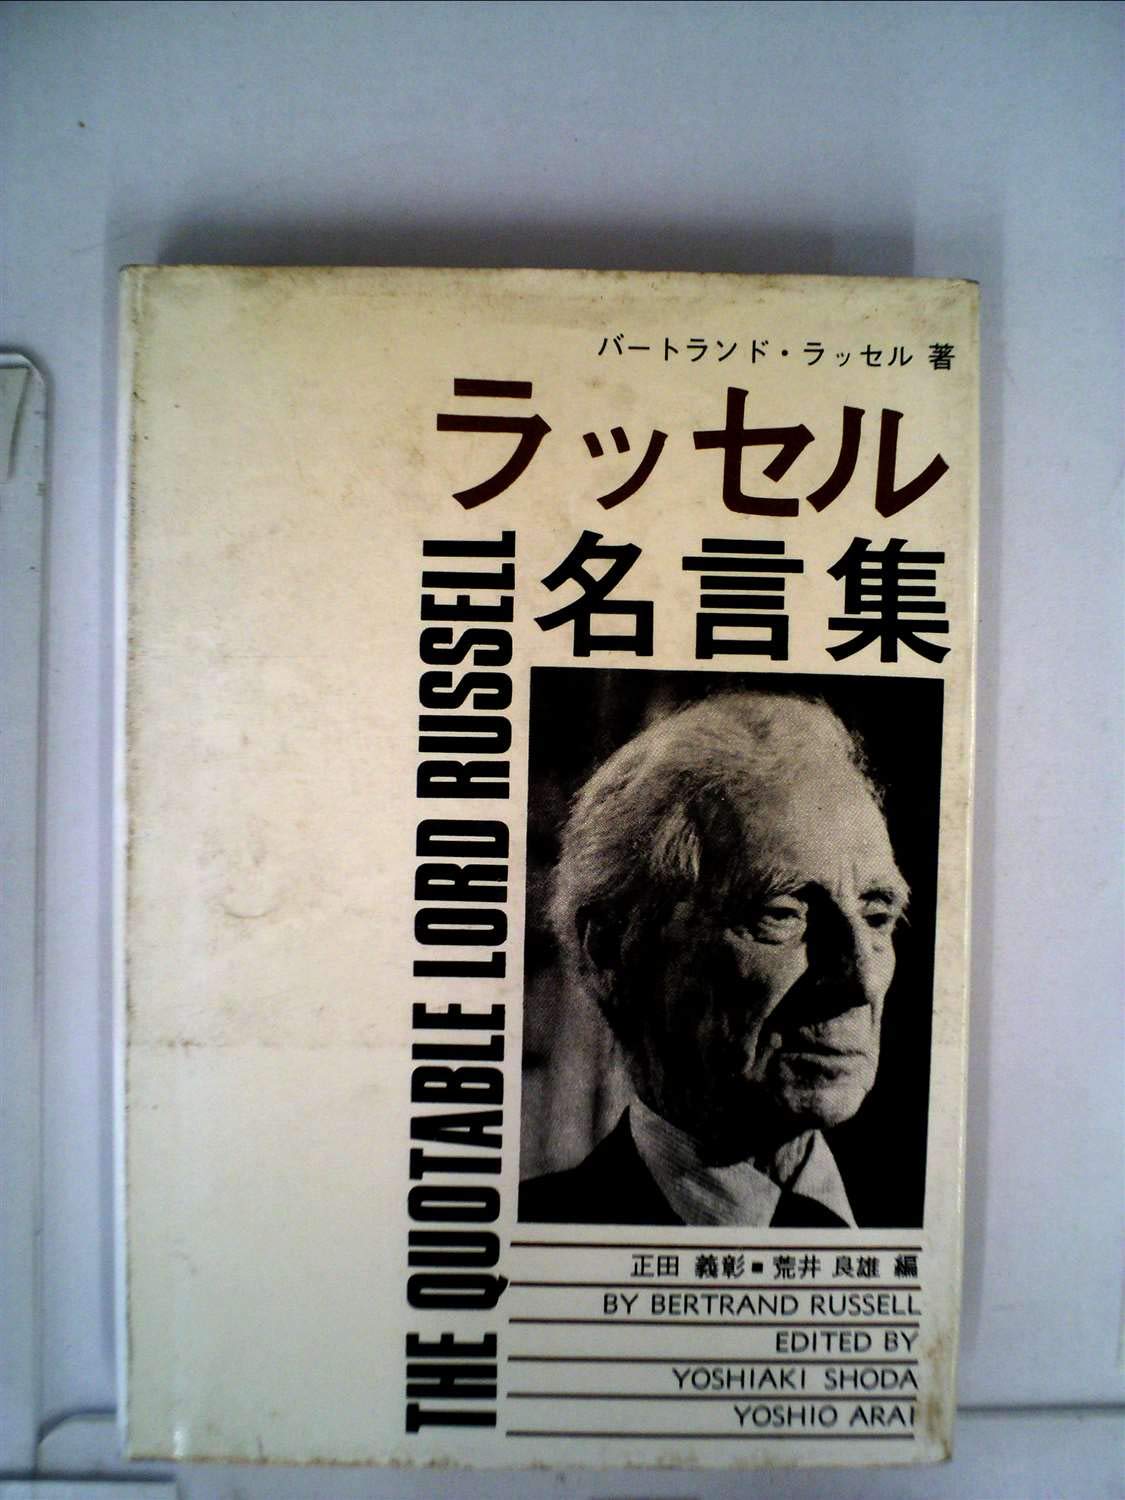 バートランド・ラッセル 著
ラッセル
名言集
THE QUOTABLE LORD RUSSELL
正田 義彰■荒井 良雄 編
BY BERTRAND RUSSELL
EDITED BY
YOSHIAKI SHODA
YOSHIO ARAI